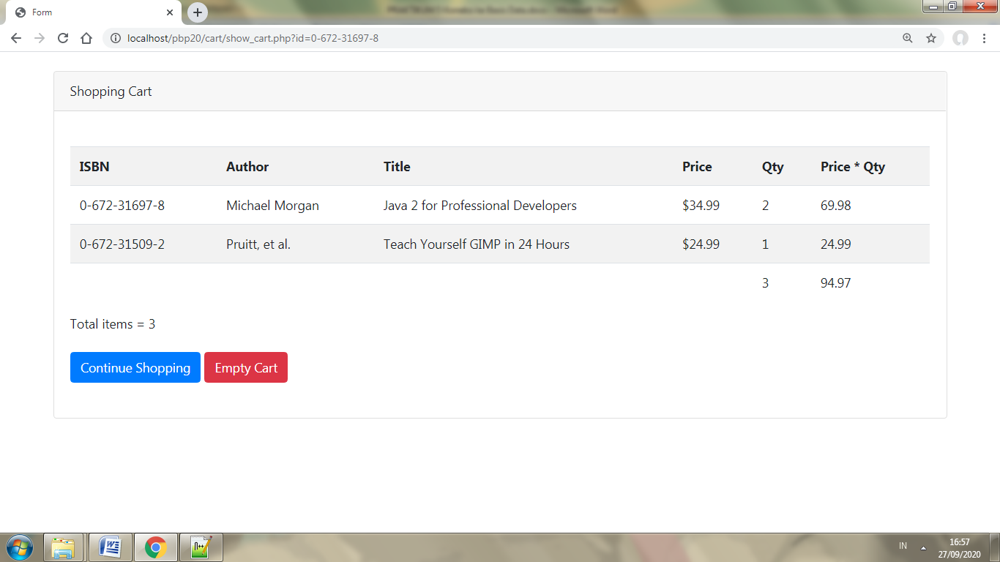 Form
localhost/pbp20/cart/show_cart.php?id=0-672-31697-8
Shopping Cart
ISBN Author Title Price Qty Price * Qty
0-672-31697-8 Michael Morgan Java 2 for Professional Developers $34.99 2 69.98
0-672-31509-2 Pruitt, et al. Teach Yourself GIMP in 24 Hours $24.99 1 24.99
3 94.97
Total items = 3
Continue Shopping Empty Cart
IN 16:57
27/09/2020